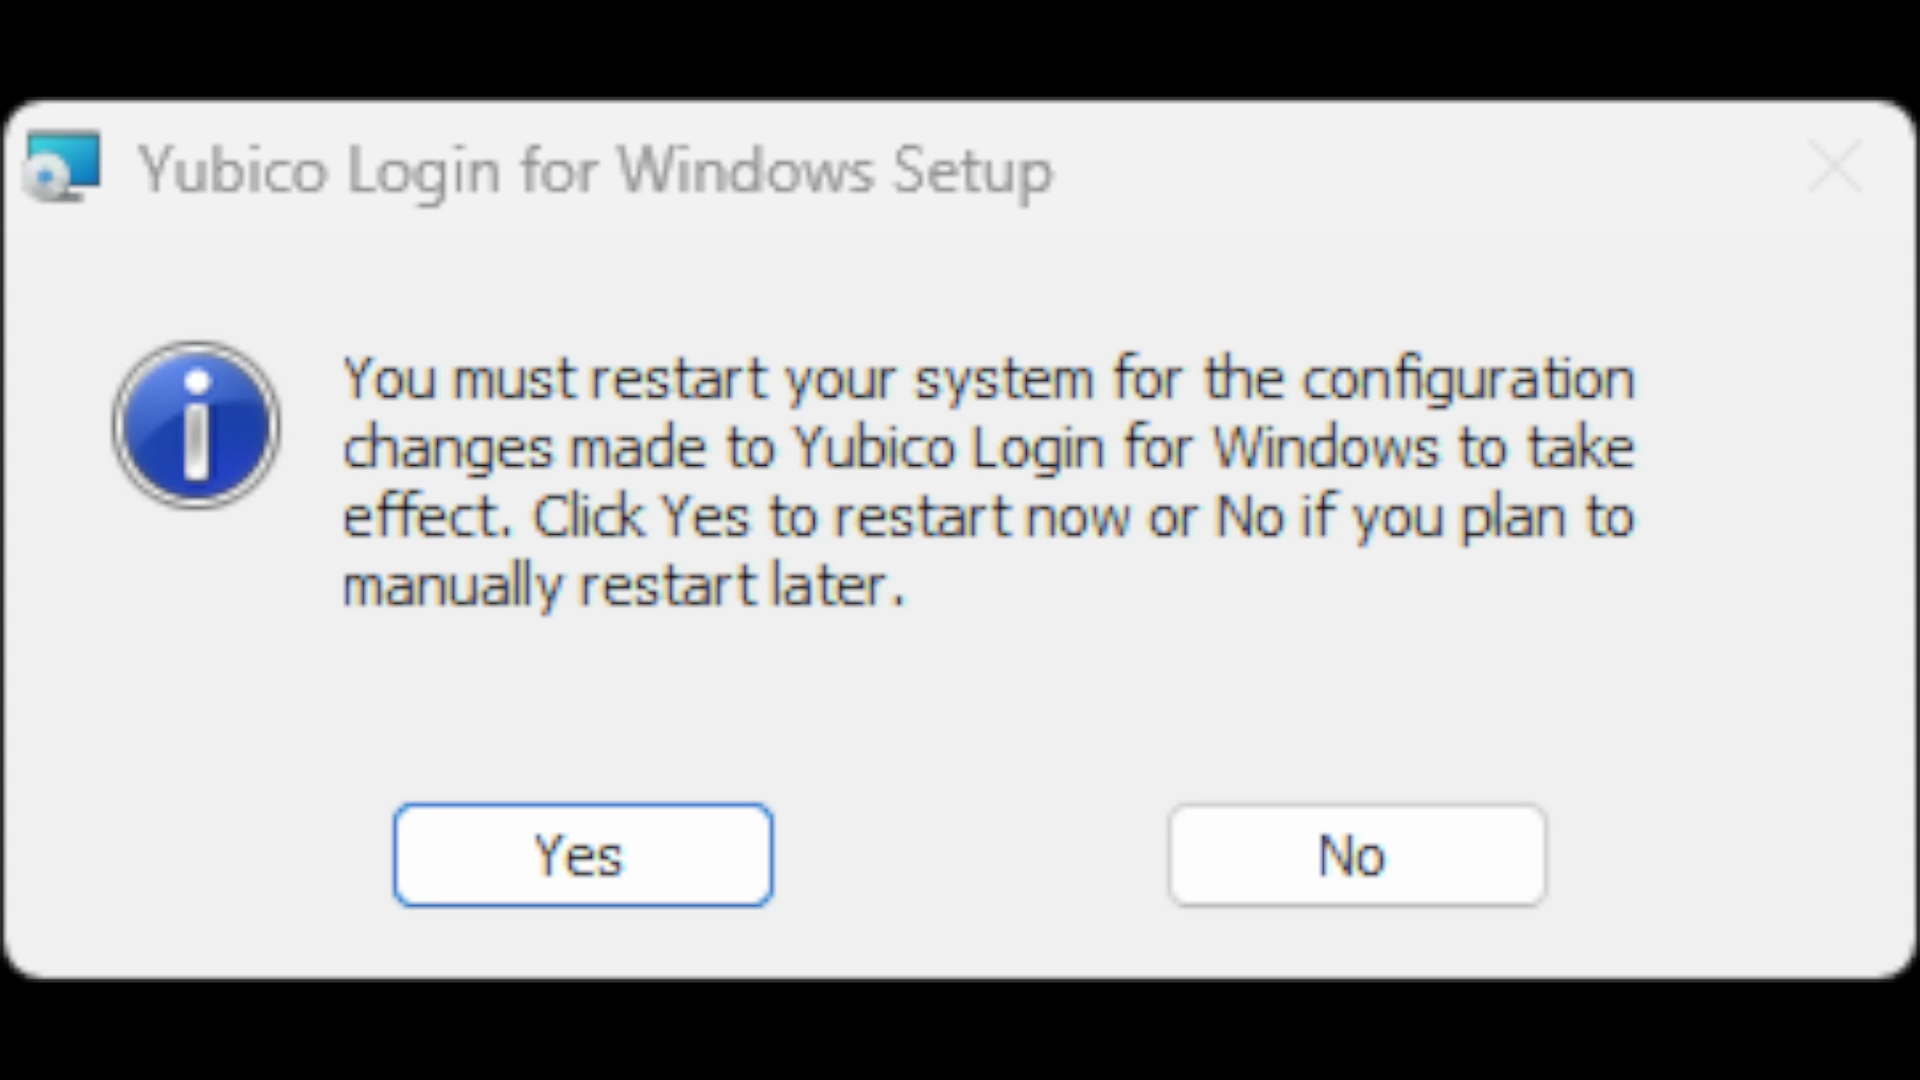 Yubico Login for Windows Setup
You must restart your system for the configuration
changes made to Yubico Login for Windows to take
effect. Click Yes to restart now or No if you plan to
manually restart later.
Yes
No